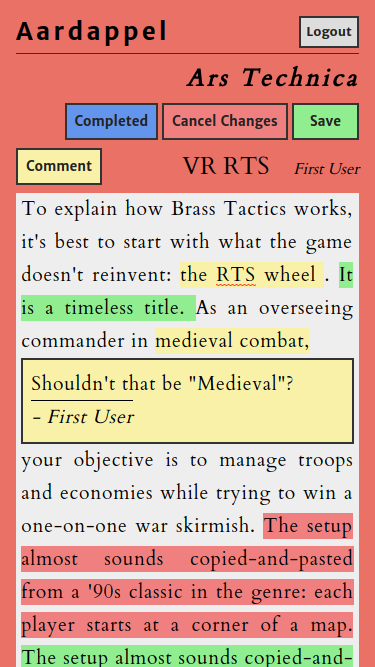 Aardappel
Logout
Ars Technica
Completed
Cancel Changes
Save
Comment
VR RTS
First User
To explain how Brass Tactics works,
it's best to start with what the game
doesn't reinvent: the RTS wheel . It
is a timeless title. As an overseeing
commander in medieval combat,
Shouldn't that be "Medieval"?
- First User
your objective is to manage troops
and economies while trying to win a
one-on-one war skirmish. The setup
almost sounds copied-and-pasted
from a '90s classic in the genre: each
player starts at a corner of a map.
The setup almost sounds copied-and-